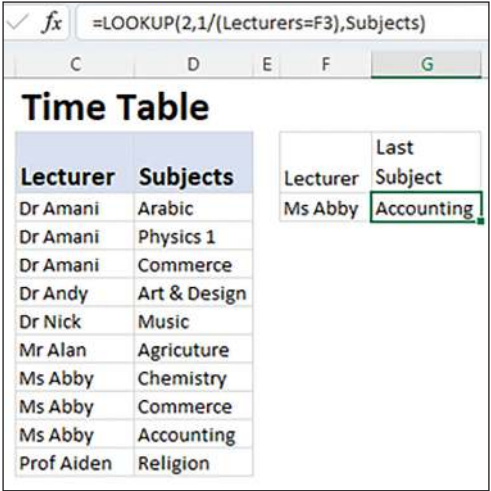 fx =LOOKUP(2,1/(Lecturers=F3),Subjects)
C D E F G
Time Table
Last
Lecturer Subjects Lecturer Subject
Dr Amani Arabic Ms Abby Accounting
Dr Amani Physics 1
Dr Amani Commerce
Dr Andy Art & Design
Dr Nick Music
Mr Alan Agricuture
Ms Abby Chemistry
Ms Abby Commerce
Ms Abby Accounting
Prof Aiden Religion